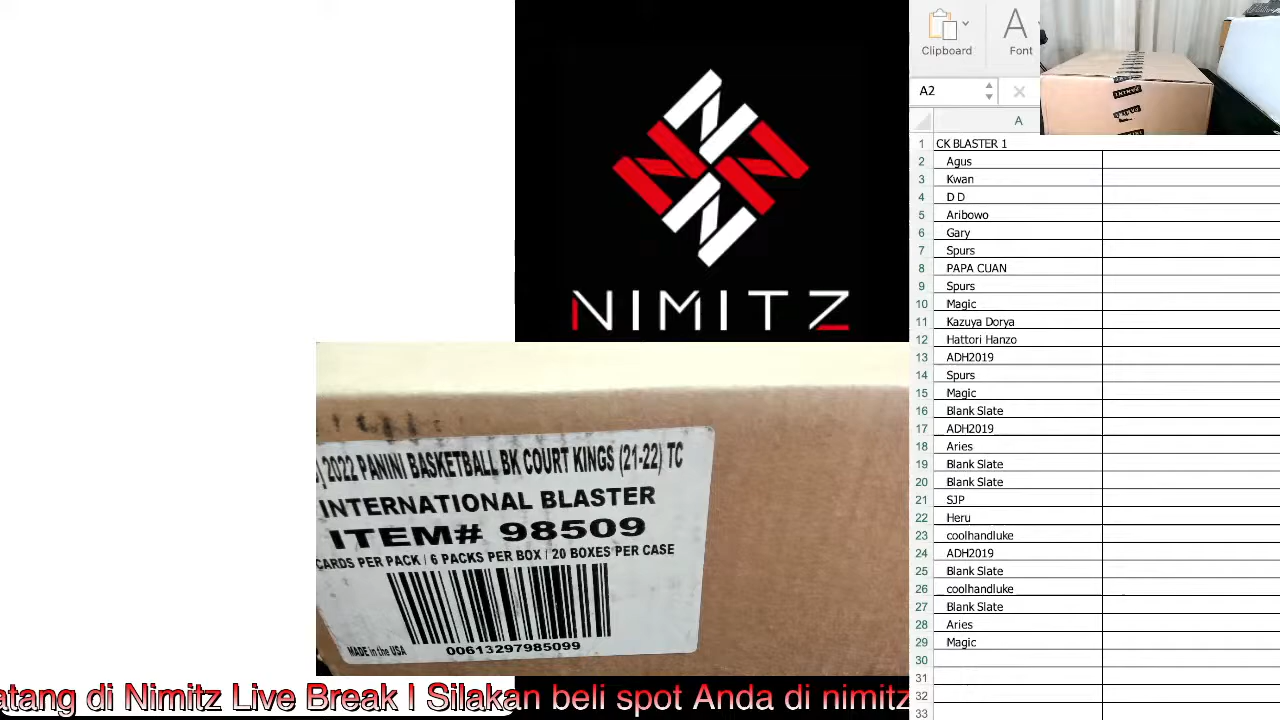 NIMITZ
Clipboard
Font
A2
A
1 CK BLASTER 1
2 Agus
3 Kwan
4 D D
5 Aribowo
6 Gary
7 Spurs
8 PAPA CUAN
9 Spurs
10 Magic
11 Kazuya Dorya
12 Hattori Hanzo
13 ADH2019
14 Spurs
15 Magic
16 Blank Slate
17 ADH2019
18 Aries
19 Blank Slate
20 Blank Slate
21 SJP
22 Heru
23 coolhandluke
24 ADH2019
25 Blank Slate
26 coolhandluke
27 Blank Slate
28 Aries
29 Magic
30
31
32
33
2022 PANINI BASKETBALL BK COURT KINGS (21-22) TC
INTERNATIONAL BLASTER
ITEM# 98509
CARDS PER PACK | 6 PACKS PER BOX | 20 BOXES PER CASE
MADE in the USA
00613297985099
atang di Nimitz Live Break | Silakan beli spot Anda di nimitz